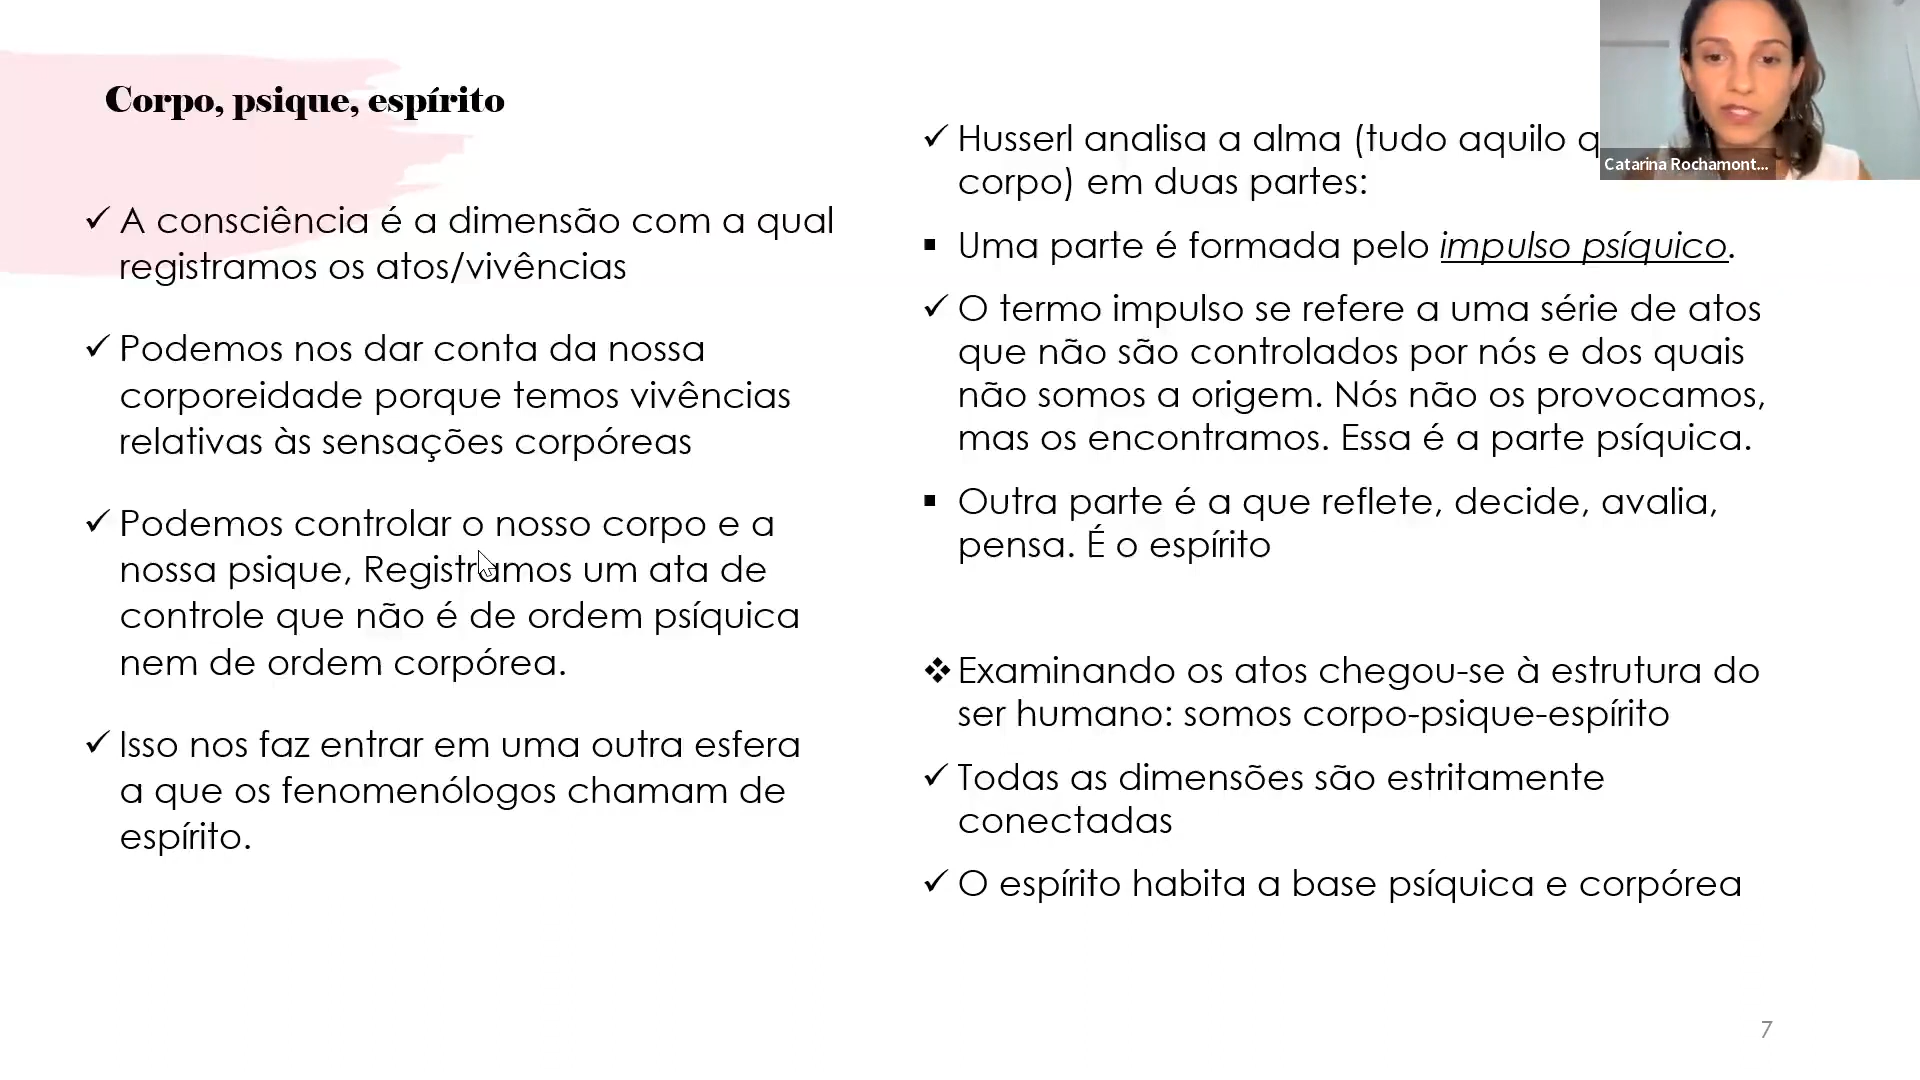 Corpo, psique, espírito
✓ A consciência é a dimensão com a qual
registramos os atos/vivências
✓ Podemos nos dar conta da nossa
corporeidade porque temos vivências
relativas às sensações corpóreas
✓ Podemos controlar o nosso corpo e a
nossa psique, Registramos um ata de
controle que não é de ordem psíquica
nem de ordem corpórea.
✓ Isso nos faz entrar em uma outra esfera
a que os fenomenólogos chamam de
espírito.
✓ Husserl analisa a alma (tudo aquilo q
corpo) em duas partes:
▪ Uma parte é formada pelo impulso psíquico.
✓ O termo impulso se refere a uma série de atos
que não são controlados por nós e dos quais
não somos a origem. Nós não os provocamos,
mas os encontramos. Essa é a parte psíquica.
▪ Outra parte é a que reflete, decide, avalia,
pensa. É o espírito
❖ Examinando os atos chegou-se à estrutura do
ser humano: somos corpo-psique-espírito
✓ Todas as dimensões são estritamente
conectadas
✓ O espírito habita a base psíquica e corpórea
Catarina Rochamont...
7